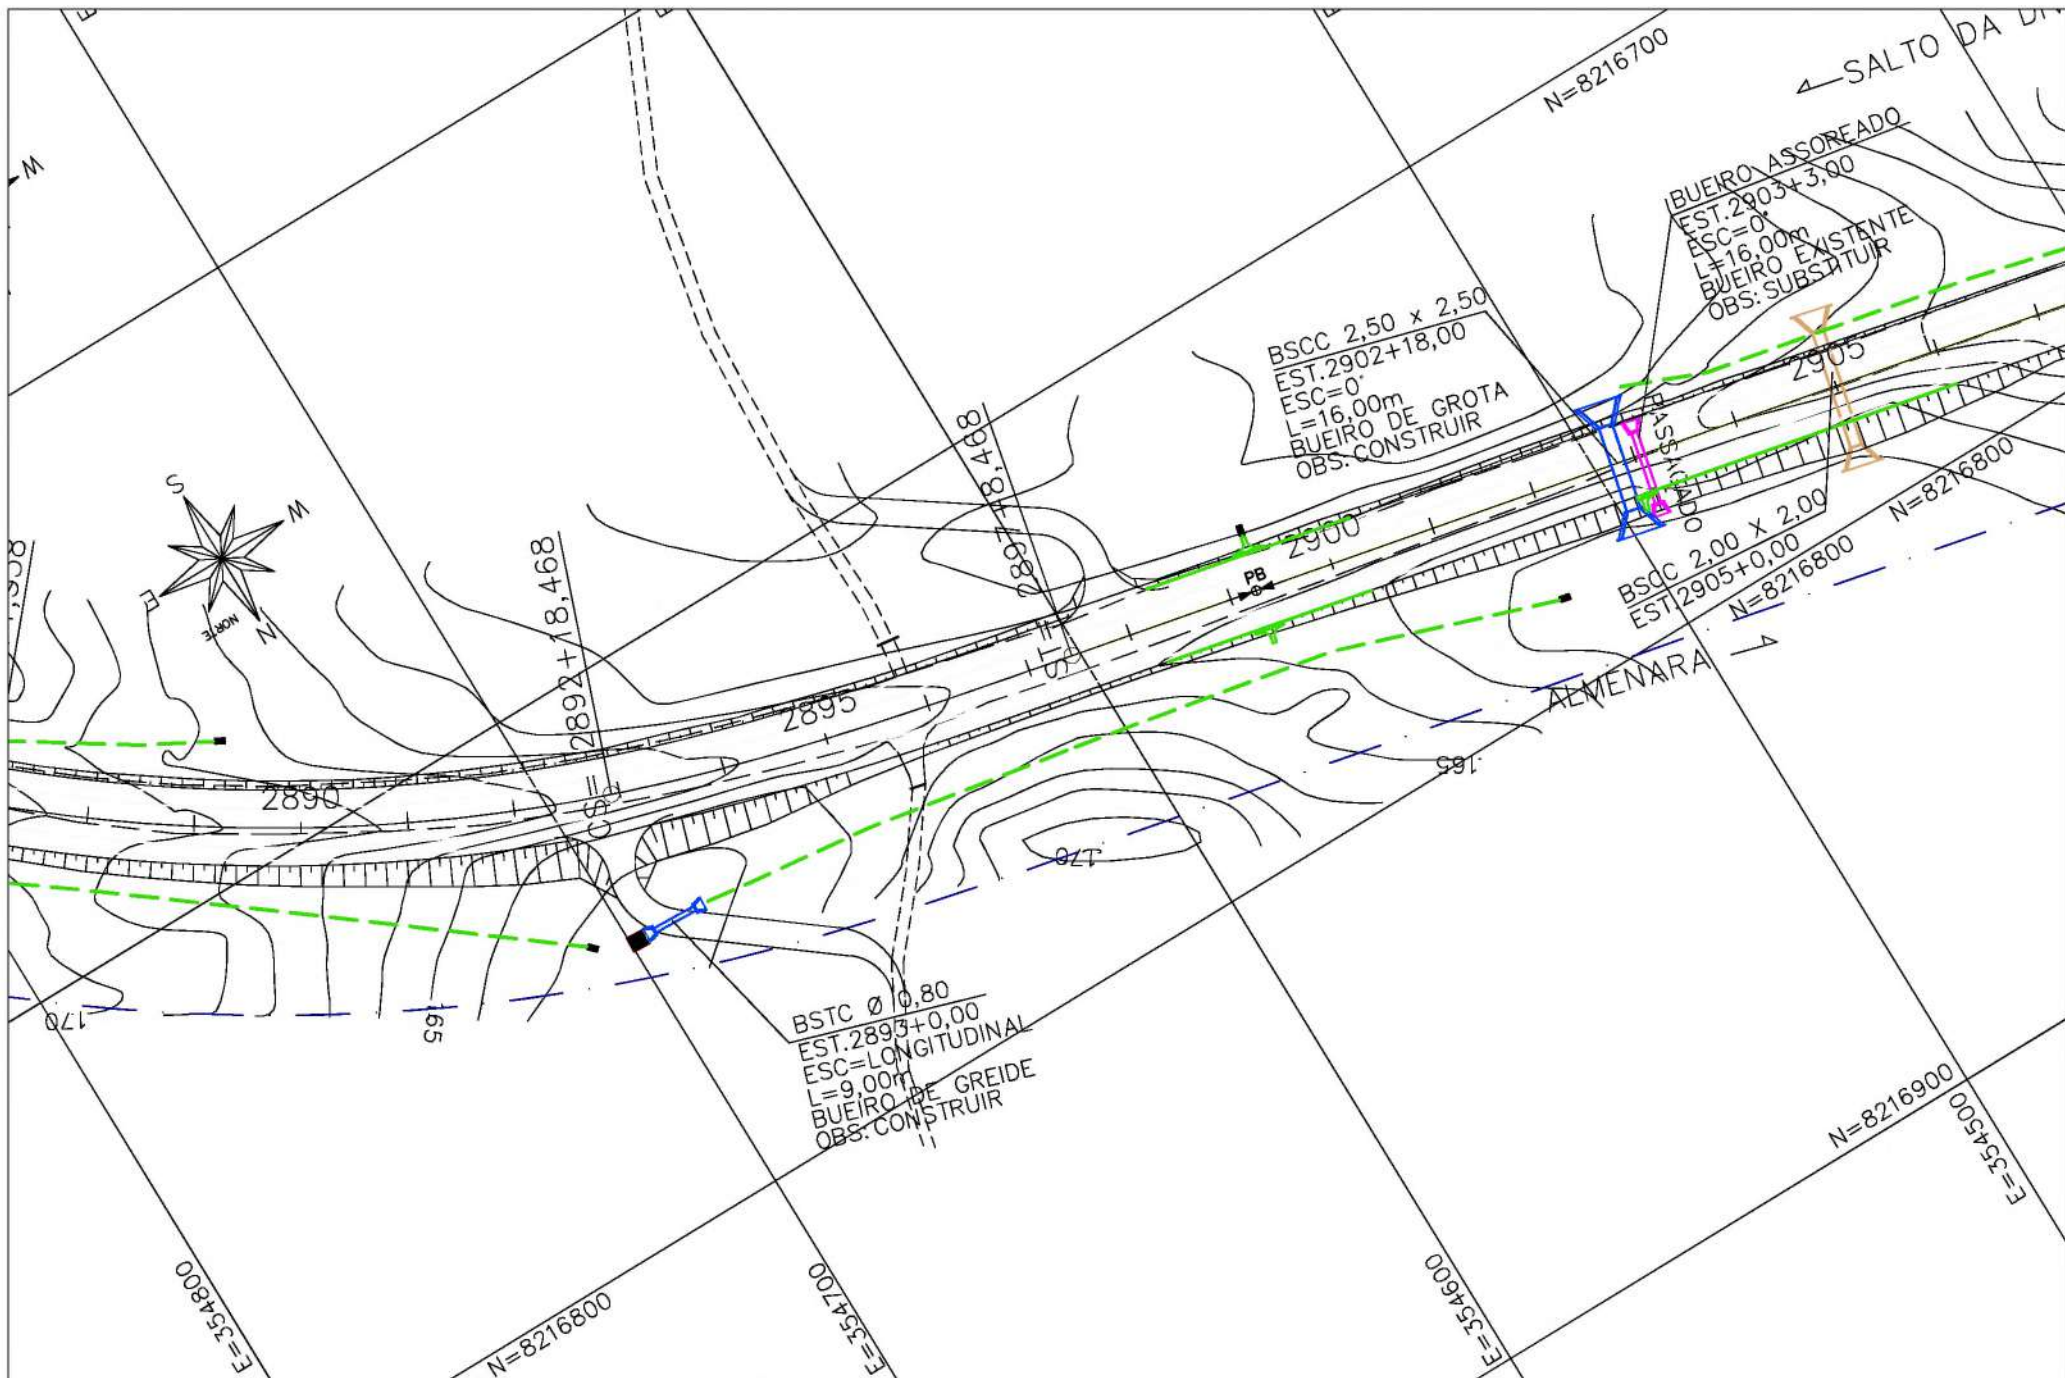 SALTO DA
N=8216700
W
BUEIRO ASSOREADO
EST.2903+3,00
ESC=0°
L=16,00m
BUEIRO EXISTENTE
OBS: SUBSTITUIR
BSCC 2,50 x 2,50
EST.2902+18,00
ESC=0°
L=16,00m
BUEIRO DE GROTA
OBS: CONSTRUIR
2905
PASSAGADO
2900
PB
ST= 2897+14,468
S
W
E
N
NORTE
CS= 2892+18,468
2895
2890
N=8216800
BSCC 2,00 X 2,00
EST.2905+0,00
N=8216800
ALMENARA
165
170
170
165
BSTC Ø 0,80
EST.2893+0,00
ESC=LONGITUDINAL
L=9,00m
BUEIRO DE GREIDE
OBS: CONSTRUIR
N=8216900
E=354500
E=354600
E=354700
E=354800
N=8216800